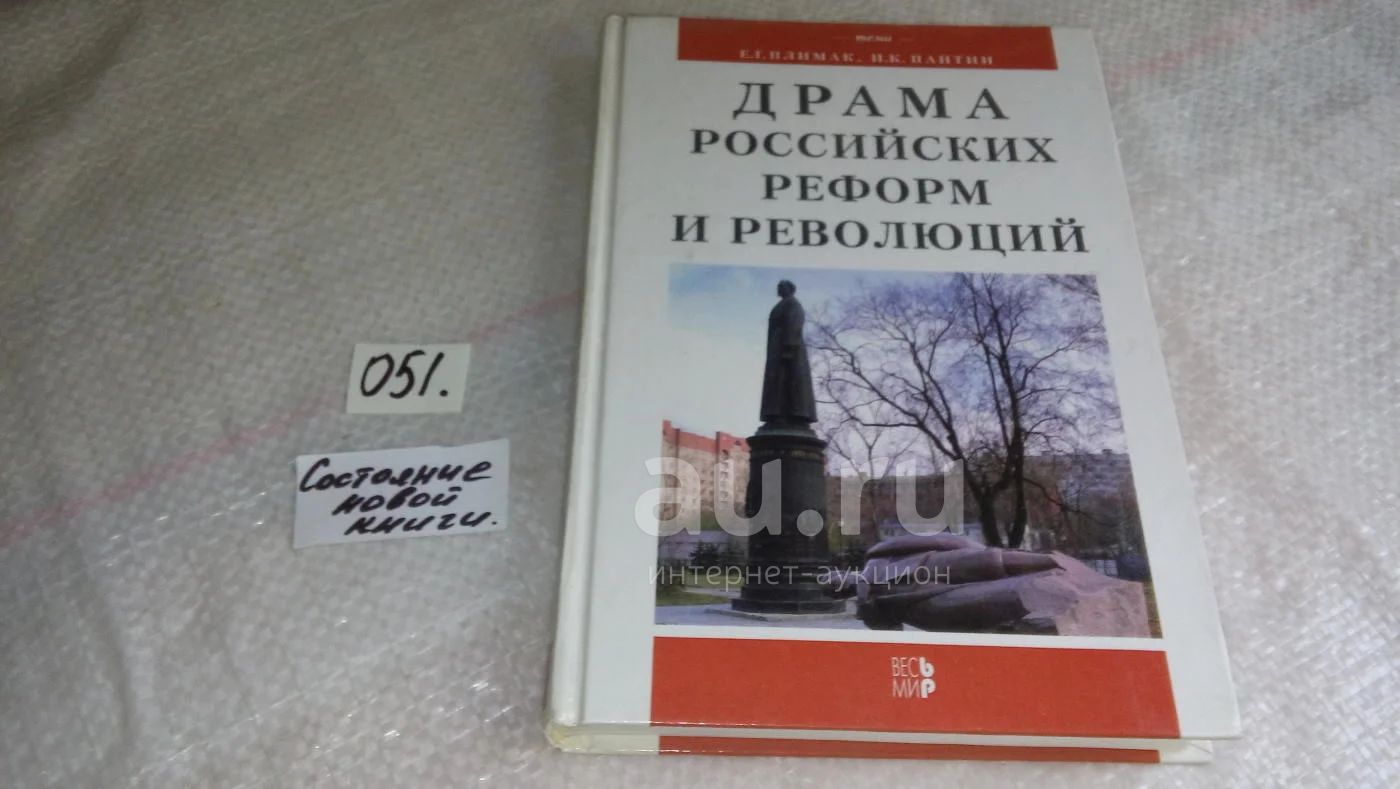 Е.Г. ПЛИМАК, И.К. ПАНТИН
ДРАМА
РОССИЙСКИХ
РЕФОРМ
И РЕВОЛЮЦИЙ
051.
Состояние
новой
книги.
au.ru
интернет-аукцион
ВЕСЬ
МИР